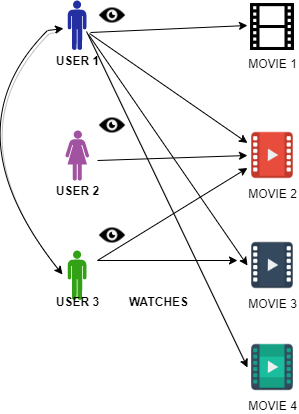 USER 1
MOVIE 1
USER 2
MOVIE 2
USER 3
WATCHES
MOVIE 3
MOVIE 4